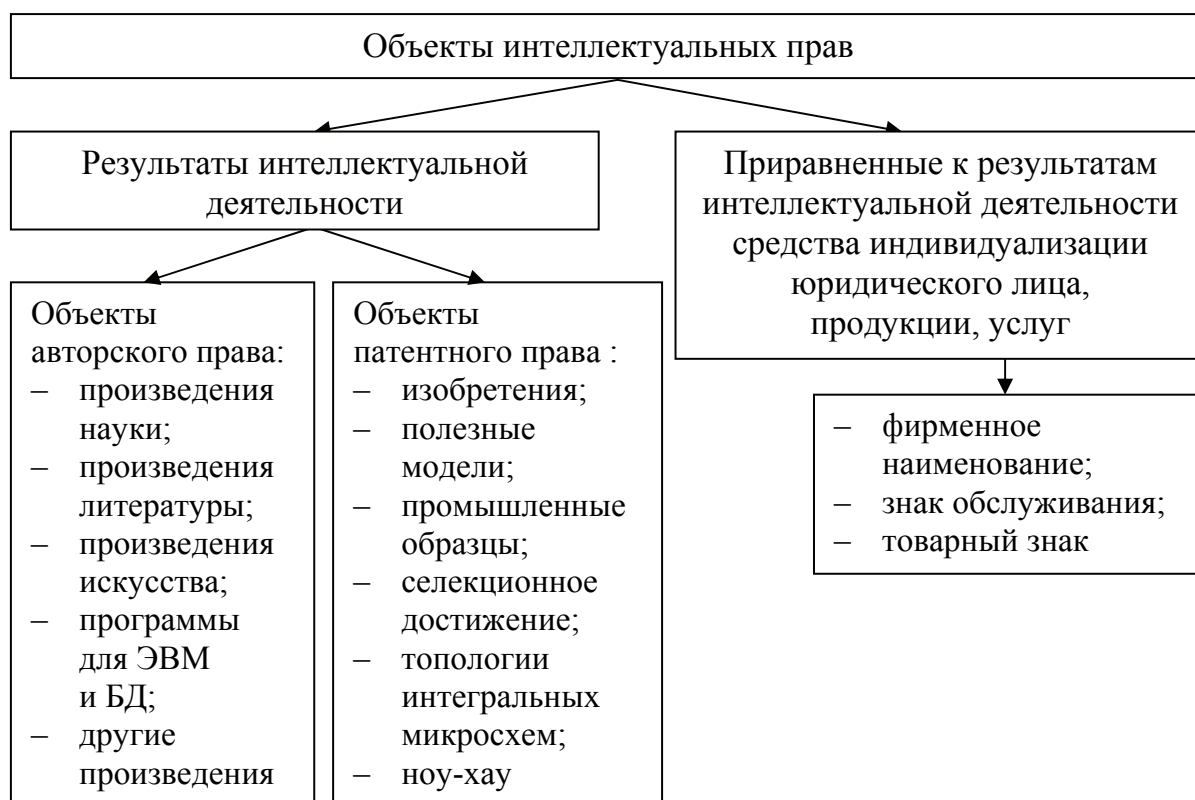 Объекты интеллектуальных прав
Результаты интеллектуальной
деятельности
Приравненные к результатам
интеллектуальной деятельности
средства индивидуализации
юридического лица,
продукции, услуг
Объекты
авторского права:
– произведения
науки;
– произведения
литературы;
– произведения
искусства;
– программы
для ЭВМ
и БД;
– другие
произведения
Объекты
патентного права :
– изобретения;
– полезные
модели;
– промышленные
образцы;
– селекционное
достижение;
– топологии
интегральных
микросхем;
– ноу-хау
– фирменное
наименование;
– знак обслуживания;
– товарный знак